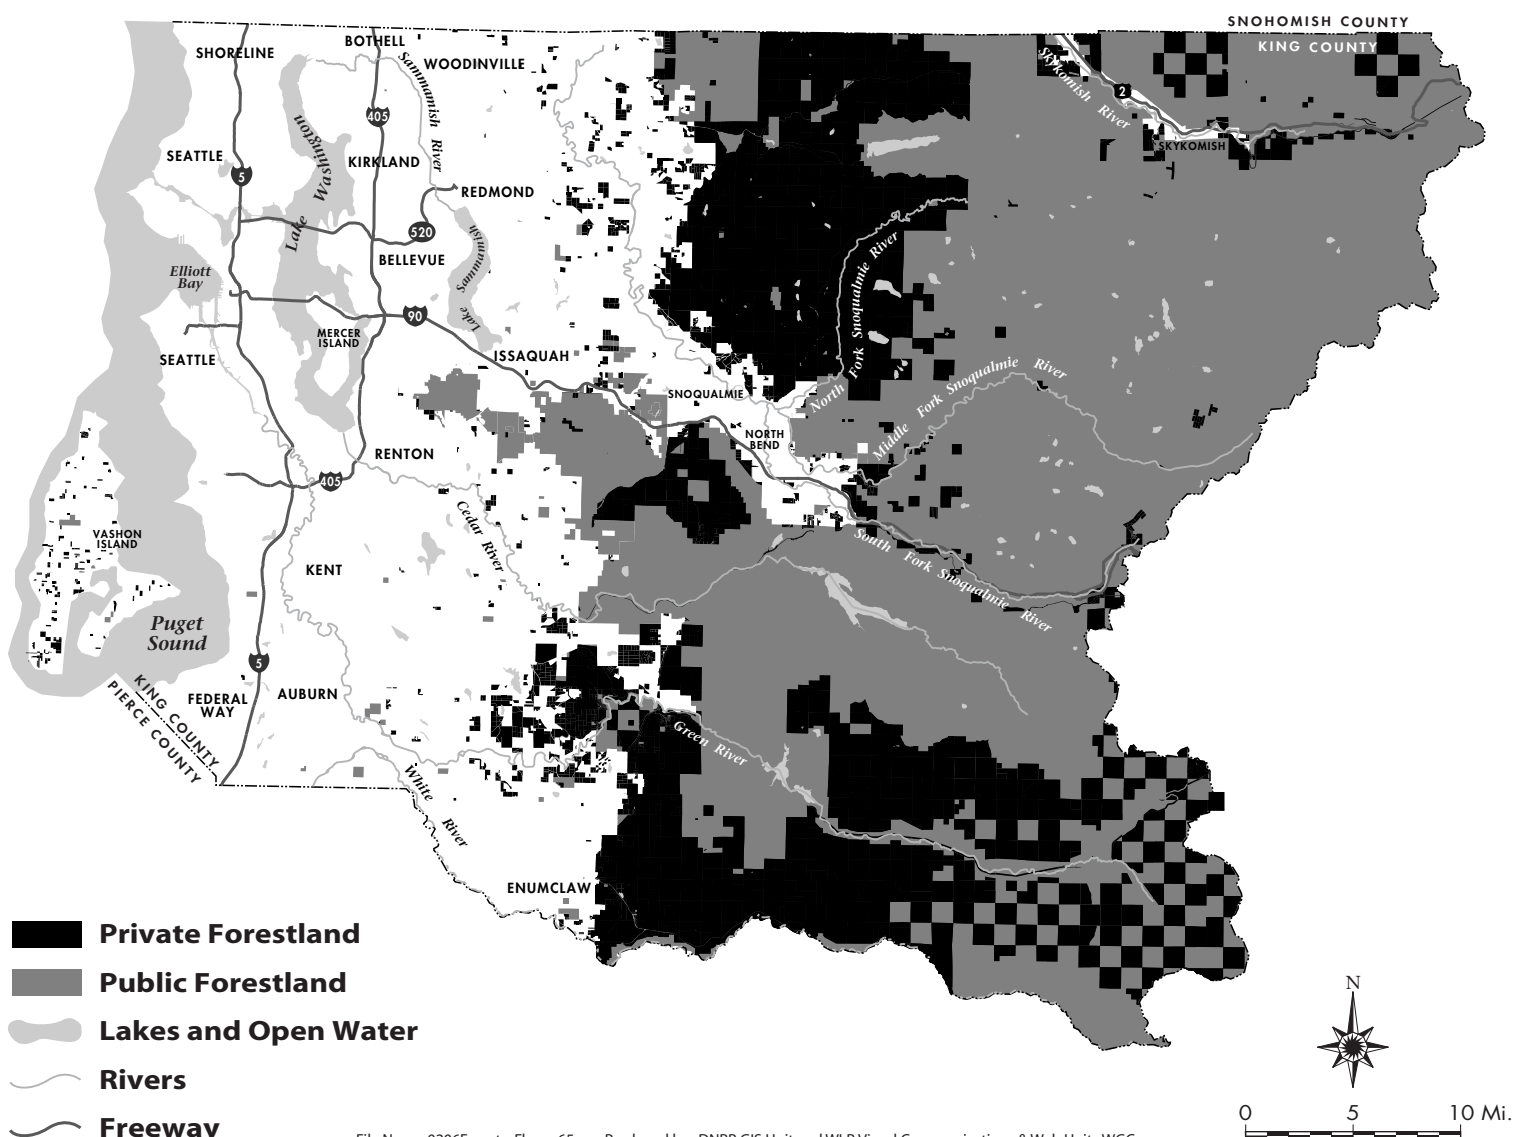 SNOHOMISH COUNTY
KING COUNTY
SHORELINE
BOTHELL
WOODINVILLE
Sammamish River
Skykomish River
2
405
Lake Washington
SEATTLE
KIRKLAND
SKYKOMISH
5
REDMOND
520
BELLEVUE
Elliott
Bay
Lake Sammamish
North Fork Snoqualmie River
90
MERCER
ISLAND
SEATTLE
ISSAQUAH
SNOQUALMIE
Middle Fork Snoqualmie River
NORTH
BEND
RENTON
405
Cedar River
VASHON
ISLAND
South Fork Snoqualmie River
KENT
Puget
Sound
5
KING COUNTY
PIERCE COUNTY
FEDERAL
WAY
AUBURN
Green River
White River
ENUMCLAW
Private Forestland
Public Forestland
Lakes and Open Water
Rivers
Freeway
N
0 5 10 Mi.